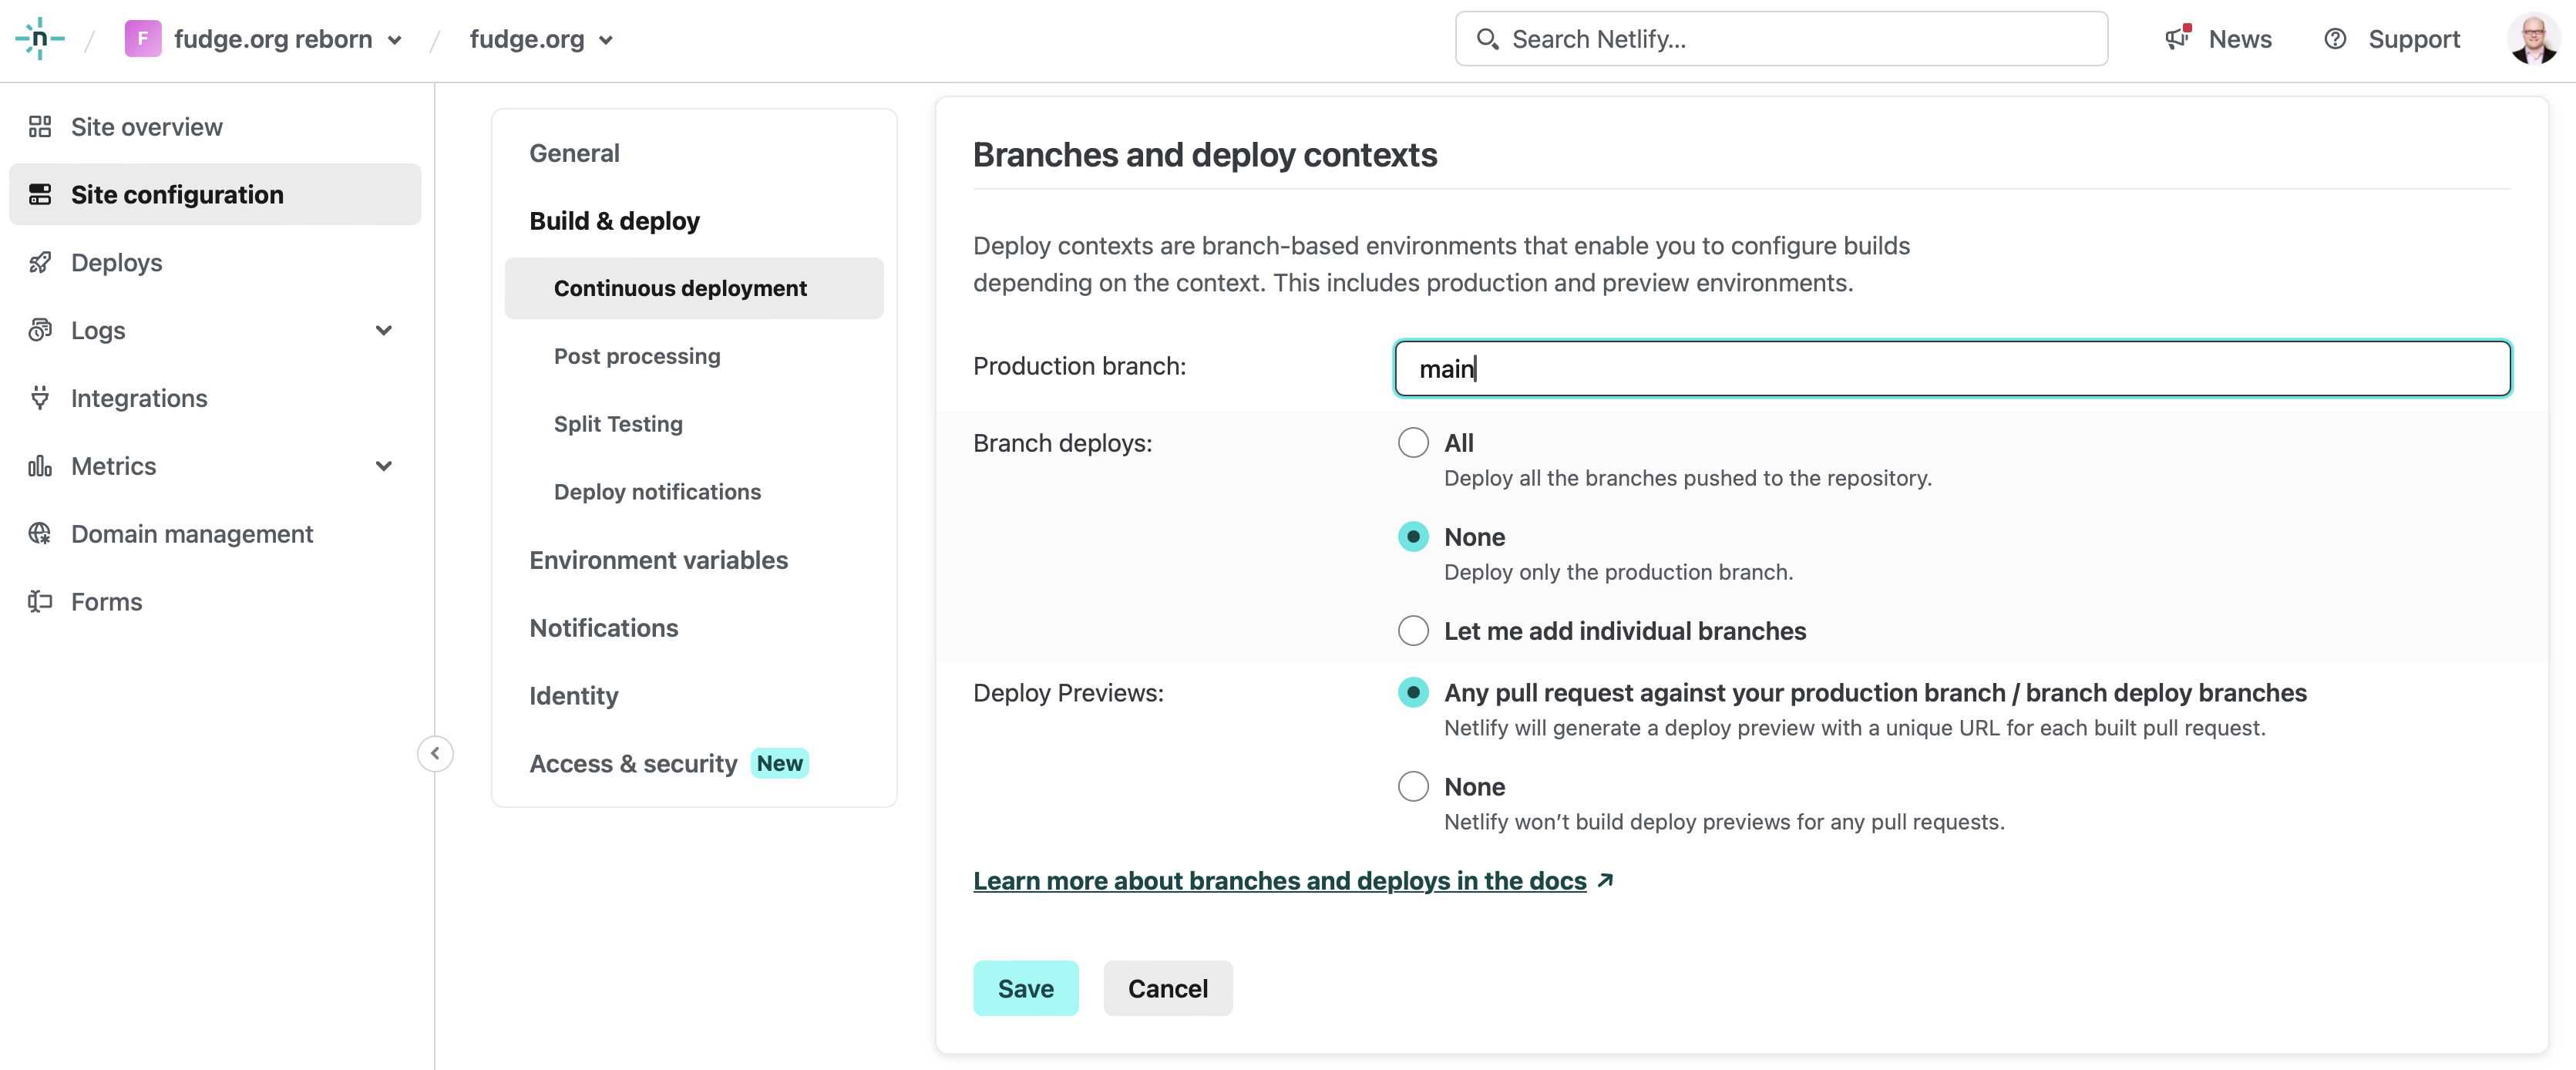 n / F fudge.org reborn / fudge.org
Search Netlify...
News
Support
Site overview
Site configuration
Deploys
Logs
Integrations
Metrics
Domain management
Forms
General
Build & deploy
Continuous deployment
Post processing
Split Testing
Deploy notifications
Environment variables
Notifications
Identity
Access & security New
Branches and deploy contexts
Deploy contexts are branch-based environments that enable you to configure builds
depending on the context. This includes production and preview environments.
Production branch: main
Branch deploys: All
Deploy all the branches pushed to the repository.
None
Deploy only the production branch.
Let me add individual branches
Deploy Previews: Any pull request against your production branch / branch deploy branches
Netlify will generate a deploy preview with a unique URL for each built pull request.
None
Netlify won’t build deploy previews for any pull requests.
Learn more about branches and deploys in the docs
Save Cancel